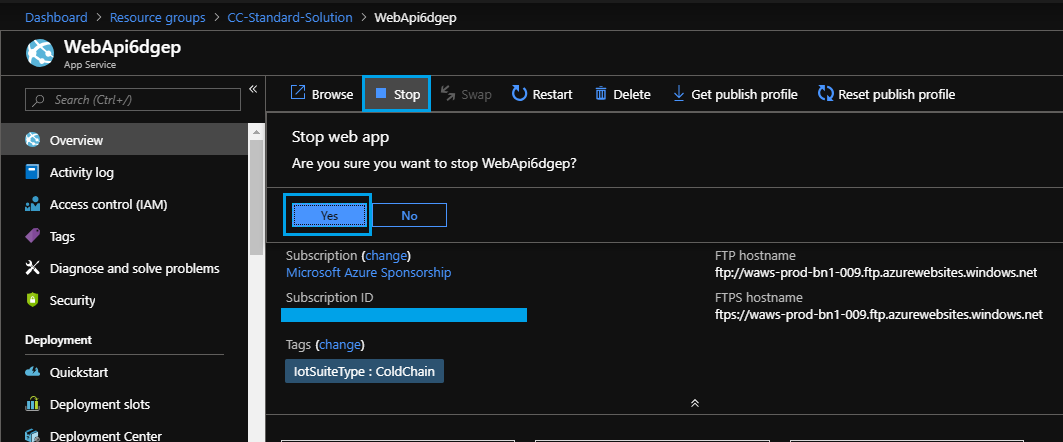 Dashboard > Resource groups > CC-Standard-Solution > WebApi6dgep
WebApi6dgep
App Service
Search (Ctrl+/)
Overview
Activity log
Access control (IAM)
Tags
Diagnose and solve problems
Security
Deployment
Quickstart
Deployment slots
Deployment Center
Browse Stop Swap Restart Delete Get publish profile Reset publish profile
Stop web app
Are you sure you want to stop WebApi6dgep?
Yes No
Subscription (change)
Microsoft Azure Sponsorship
Subscription ID
Tags (change)
IotSuiteType : ColdChain
FTP hostname
ftp://waws-prod-bn1-009.ftp.azurewebsites.windows.net
FTPS hostname
ftps://waws-prod-bn1-009.ftp.azurewebsites.windows.net